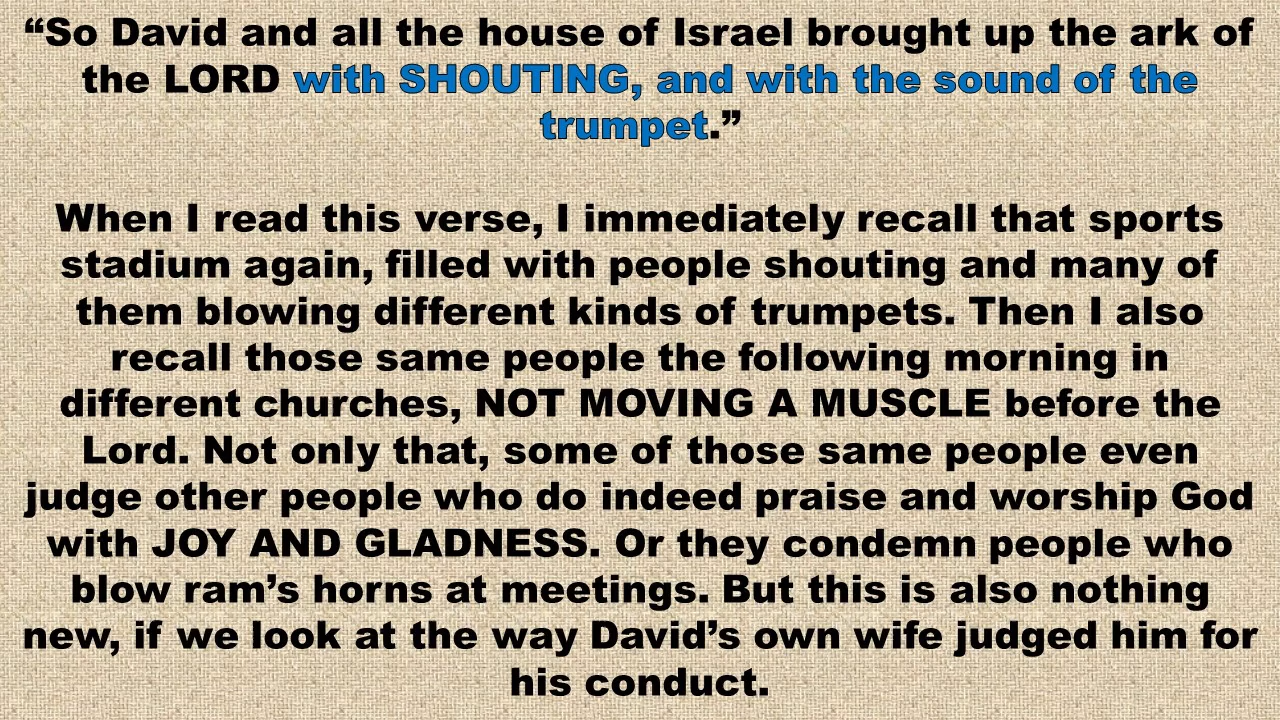 “So David and all the house of Israel brought up the ark of
the LORD with SHOUTING, and with the sound of the
trumpet.”
When I read this verse, I immediately recall that sports
stadium again, filled with people shouting and many of
them blowing different kinds of trumpets. Then I also
recall those same people the following morning in
different churches, NOT MOVING A MUSCLE before the
Lord. Not only that, some of those same people even
judge other people who do indeed praise and worship God
with JOY AND GLADNESS. Or they condemn people who
blow ram’s horns at meetings. But this is also nothing
new, if we look at the way David’s own wife judged him for
his conduct.